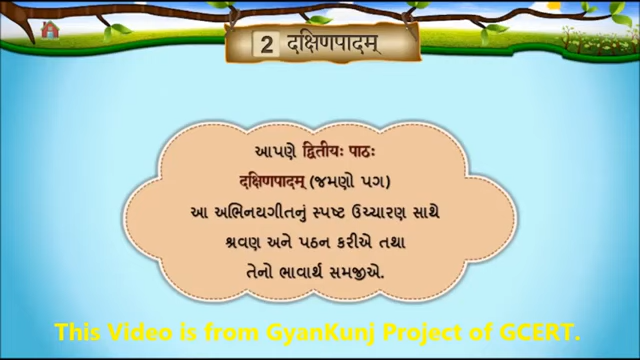 2 दक्षिणपादम्
આપણે द्वितीयः पाठः
दक्षिणपादम् (જમણો પગ)
આ અભિનયગીતનું સ્પષ્ટ ઉચ્ચારણ સાથે
શ્રવણ અને પઠન કરીએ તથા
તેનો ભાવાર્થ સમજીએ.
This Video is from GyanKunj Project of GCERT.